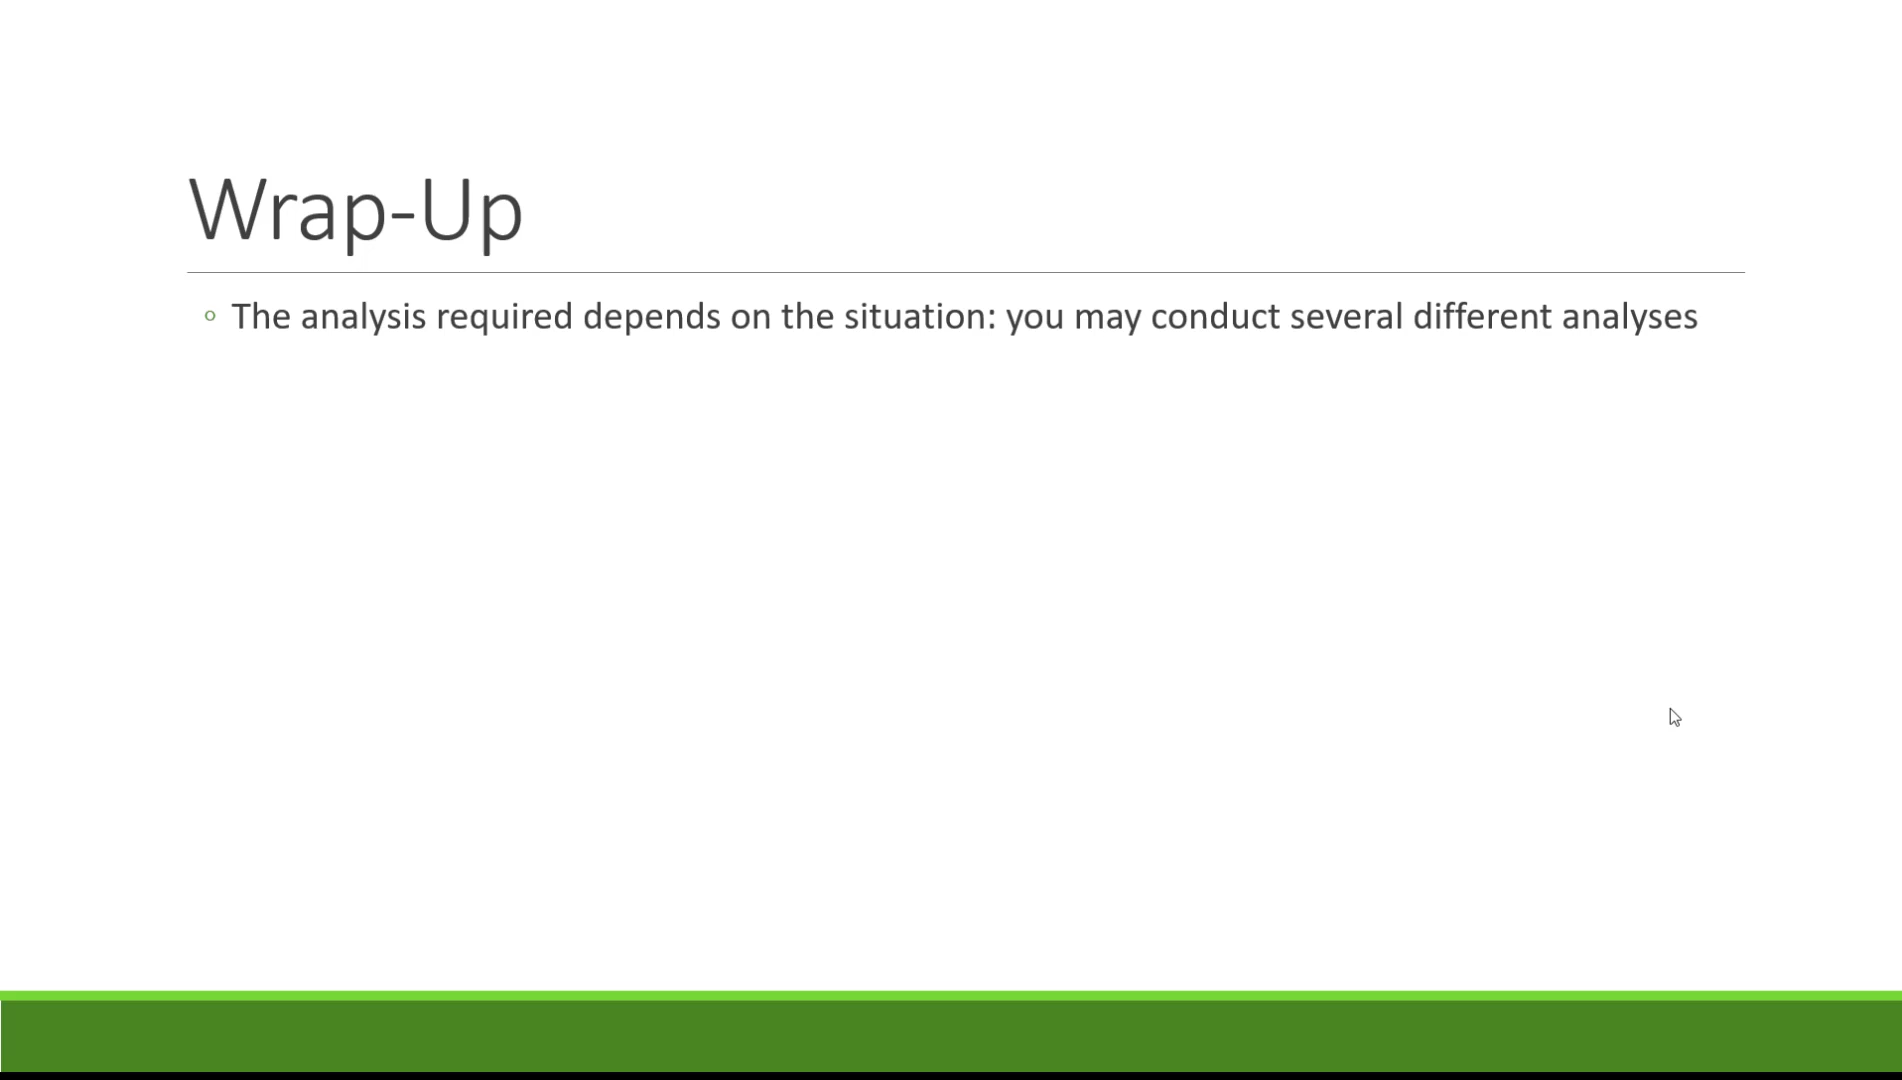 Wrap-Up
The analysis required depends on the situation: you may conduct several different analyses